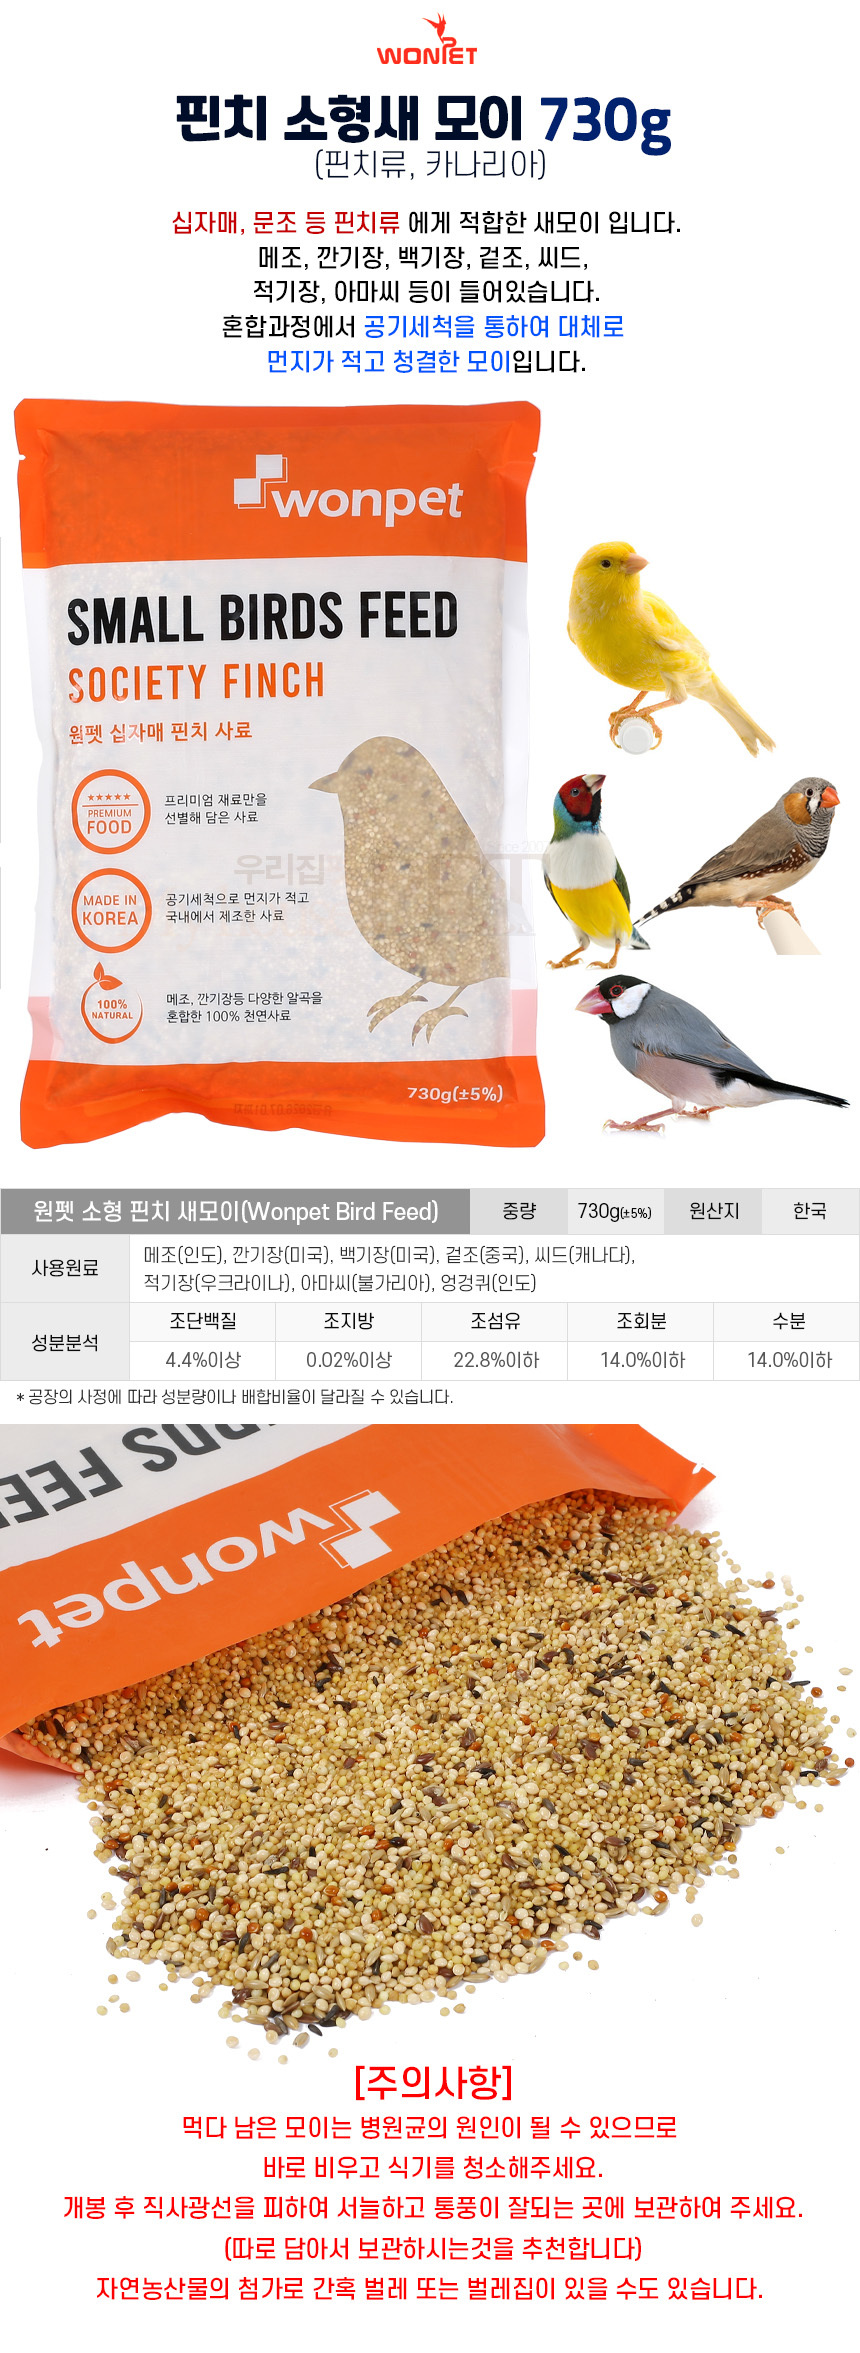 WONPET
핀치 소형새 모이 730g
(핀치류, 카나리아)
십자매, 문조 등 핀치류 에게 적합한 새모이 입니다.
메조, 깐기장, 백기장, 겉조, 씨드,
적기장, 아마씨 등이 들어있습니다.
혼합과정에서 공기세척을 통하여 대체로
먼지가 적고 청결한 모이입니다.
wonpet
SMALL BIRDS FEED
SOCIETY FINCH
원펫 십자매 핀치 사료
★★★★★
PREMIUM
FOOD
프리미엄 재료만을
선별해 담은 사료
우리집
MADE IN
KOREA
공기세척으로 먼지가 적고
국내에서 제조한 사료
100%
NATURAL
메조, 깐기장등 다양한 알곡을
혼합한 100% 천연사료
730g(±5%)
원펫 소형 핀치 새모이(Wonpet Bird Feed) 중량 730g(±5%) 원산지 한국
사용원료 메조(인도), 깐기장(미국), 백기장(미국), 겉조(중국), 씨드(캐나다),
적기장(우크라이나), 아마씨(불가리아), 엉겅퀴(인도)
성분분석 조단백질 조지방 조섬유 조회분 수분
4.4%이상 0.02%이상 22.8%이하 14.0%이하 14.0%이하
* 공장의 사정에 따라 성분량이나 배합비율이 달라질 수 있습니다.
wonpet
[주의사항]
먹다 남은 모이는 병원균의 원인이 될 수 있으므로
바로 비우고 식기를 청소해주세요.
개봉 후 직사광선을 피하여 서늘하고 통풍이 잘되는 곳에 보관하여 주세요.
(따로 담아서 보관하시는것을 추천합니다)
자연농산물의 첨가로 간혹 벌레 또는 벌레집이 있을 수도 있습니다.